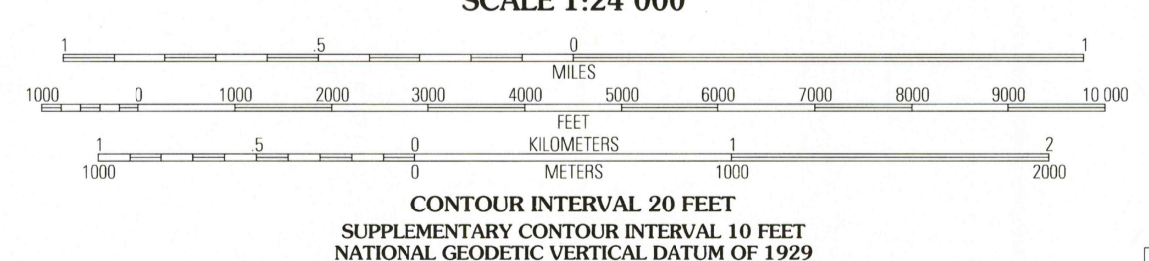 SCALE 1:24 000
1 .5 0 1
MILES
1000 0 1000 2000 3000 4000 5000 6000 7000 8000 9000 10 000
FEET
1 .5 0 KILOMETERS 1 2
1000 0 METERS 1000 2000
CONTOUR INTERVAL 20 FEET
SUPPLEMENTARY CONTOUR INTERVAL 10 FEET
NATIONAL GEODETIC VERTICAL DATUM OF 1929